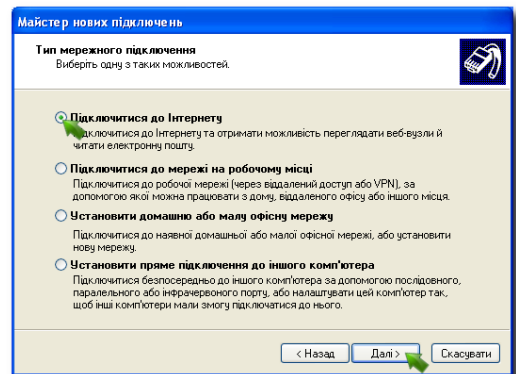 Майстер нових підключень
Тип мережного підключення
Виберіть одну з таких можливостей.
Підключитися до Інтернету
Підключитися до Інтернету та отримати можливість переглядати веб-вузли й
читати електронну пошту.
Підключитися до мережі на робочому місці
Підключитися до робочої мережі (через віддалений доступ або VPN), за
допомогою якої можна працювати з дому, віддаленого офісу або іншого місця.
Установити домашню або малу офісну мережу
Підключитися до наявної домашньої або малої офісної мережі, або установити
нову мережу.
Установити пряме підключення до іншого комп'ютера
Підключитися безпосередньо до іншого комп'ютера за допомогою послідовного,
паралельного або інфрачервоного порту, або налаштувати цей комп'ютер так,
щоб інші комп'ютери мали змогу підключатися до нього.
< Назад Далі > Скасувати